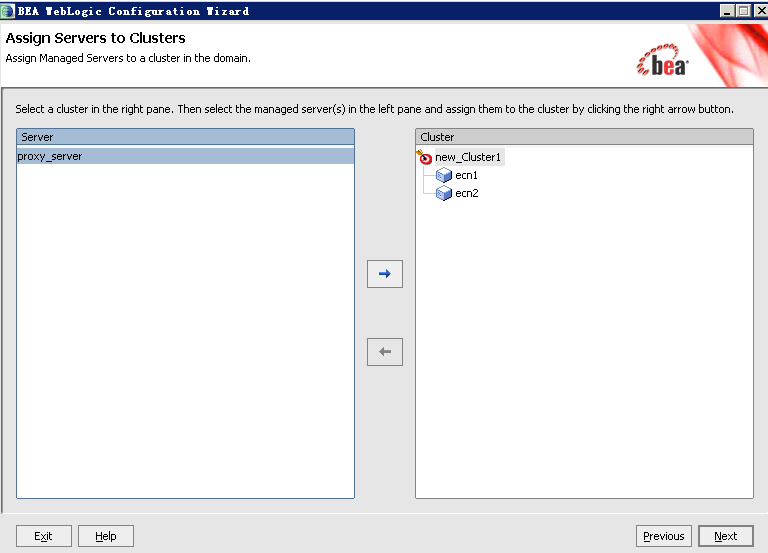 BEA WebLogic Configuration Wizard
Assign Servers to Clusters
Assign Managed Servers to a cluster in the domain.
bea
Select a cluster in the right pane. Then select the managed server(s) in the left pane and assign them to the cluster by clicking the right arrow button.
Server
Cluster
proxy_server
new_Cluster1
ecn1
ecn2
Exit
Help
Previous
Next